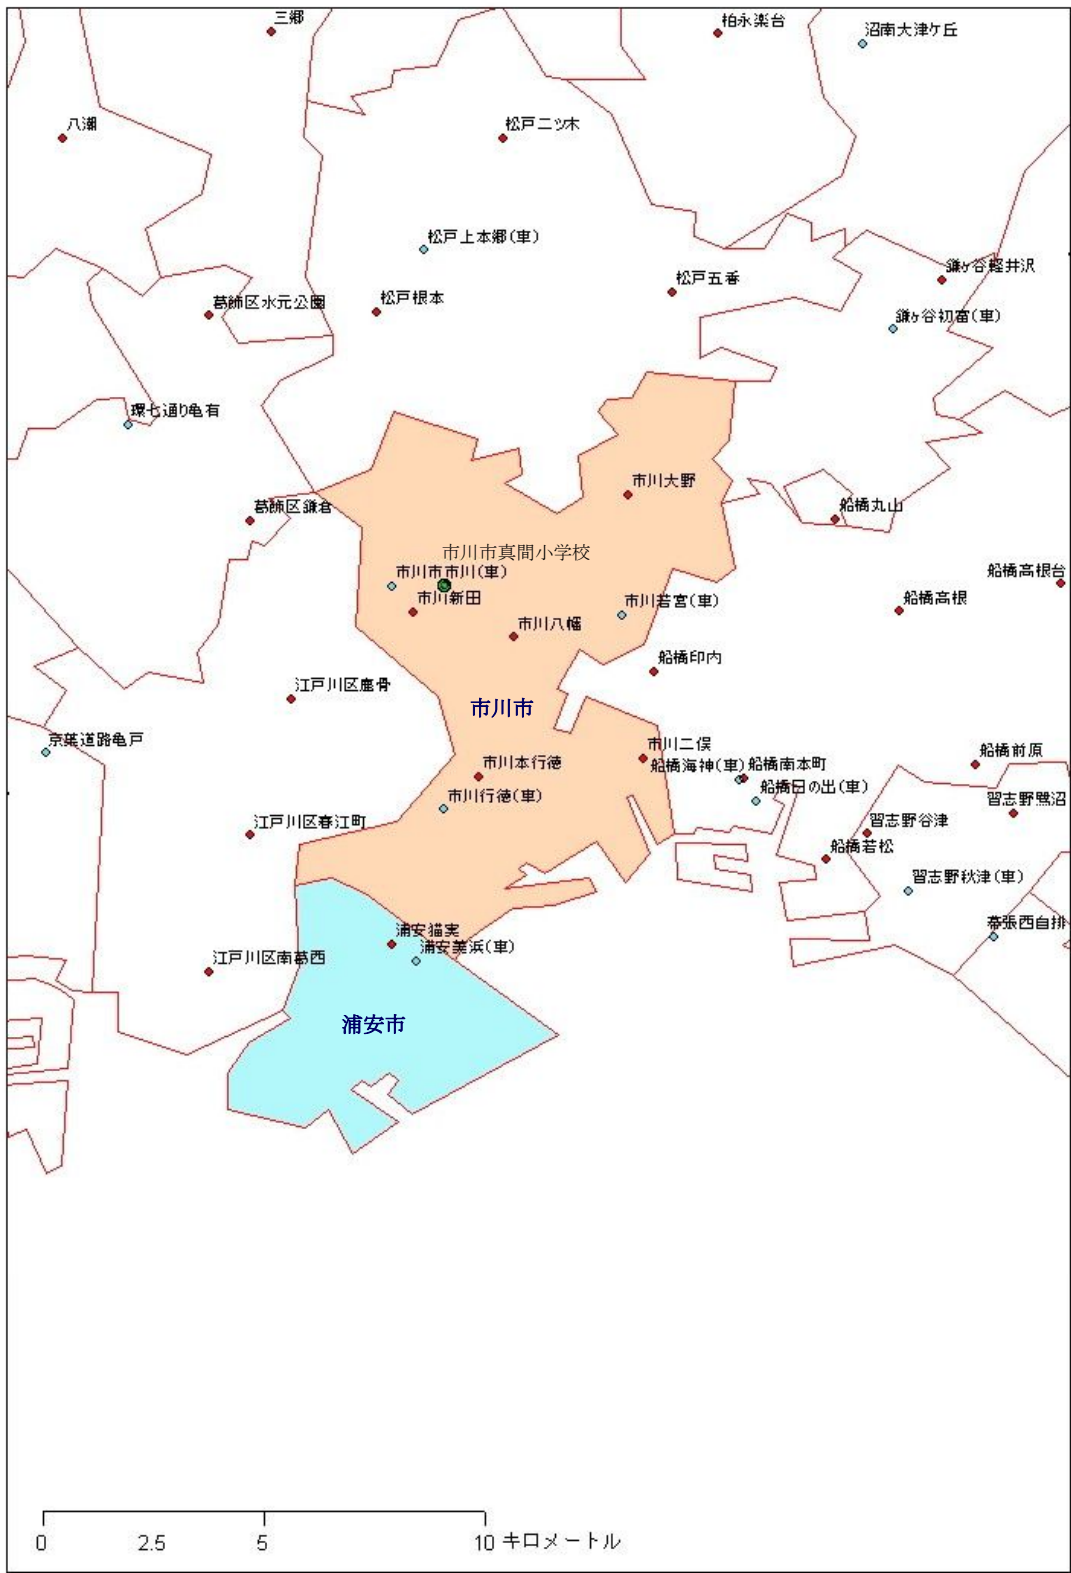 三郷
柏永楽台
沼南大津ケ丘
八潮
松戸二ツ木
松戸上本郷(車)
鎌ヶ谷軽井沢
松戸五香
葛飾区水元公園
松戸根本
鎌ヶ谷初富(車)
環七通り亀有
市川大野
葛飾区鎌倉
船橋丸山
市川市真間小学校
市川市市川(車)
船橋高根台
市川新田
市川若宮(車)
船橋高根
市川八幡
船橋印内
江戸川区鹿骨
市川市
京葉道路亀戸
市川二俣
市川本行徳
船橋海神(車)
船橋南本町
船橋前原
船橋日の出(車)
市川行徳(車)
習志野鷺沼
江戸川区春江町
習志野谷津
船橋若松
習志野秋津(車)
浦安猫実
幕張西自排
浦安美浜(車)
江戸川区南葛西
浦安市
0 2.5 5 10 キロメートル